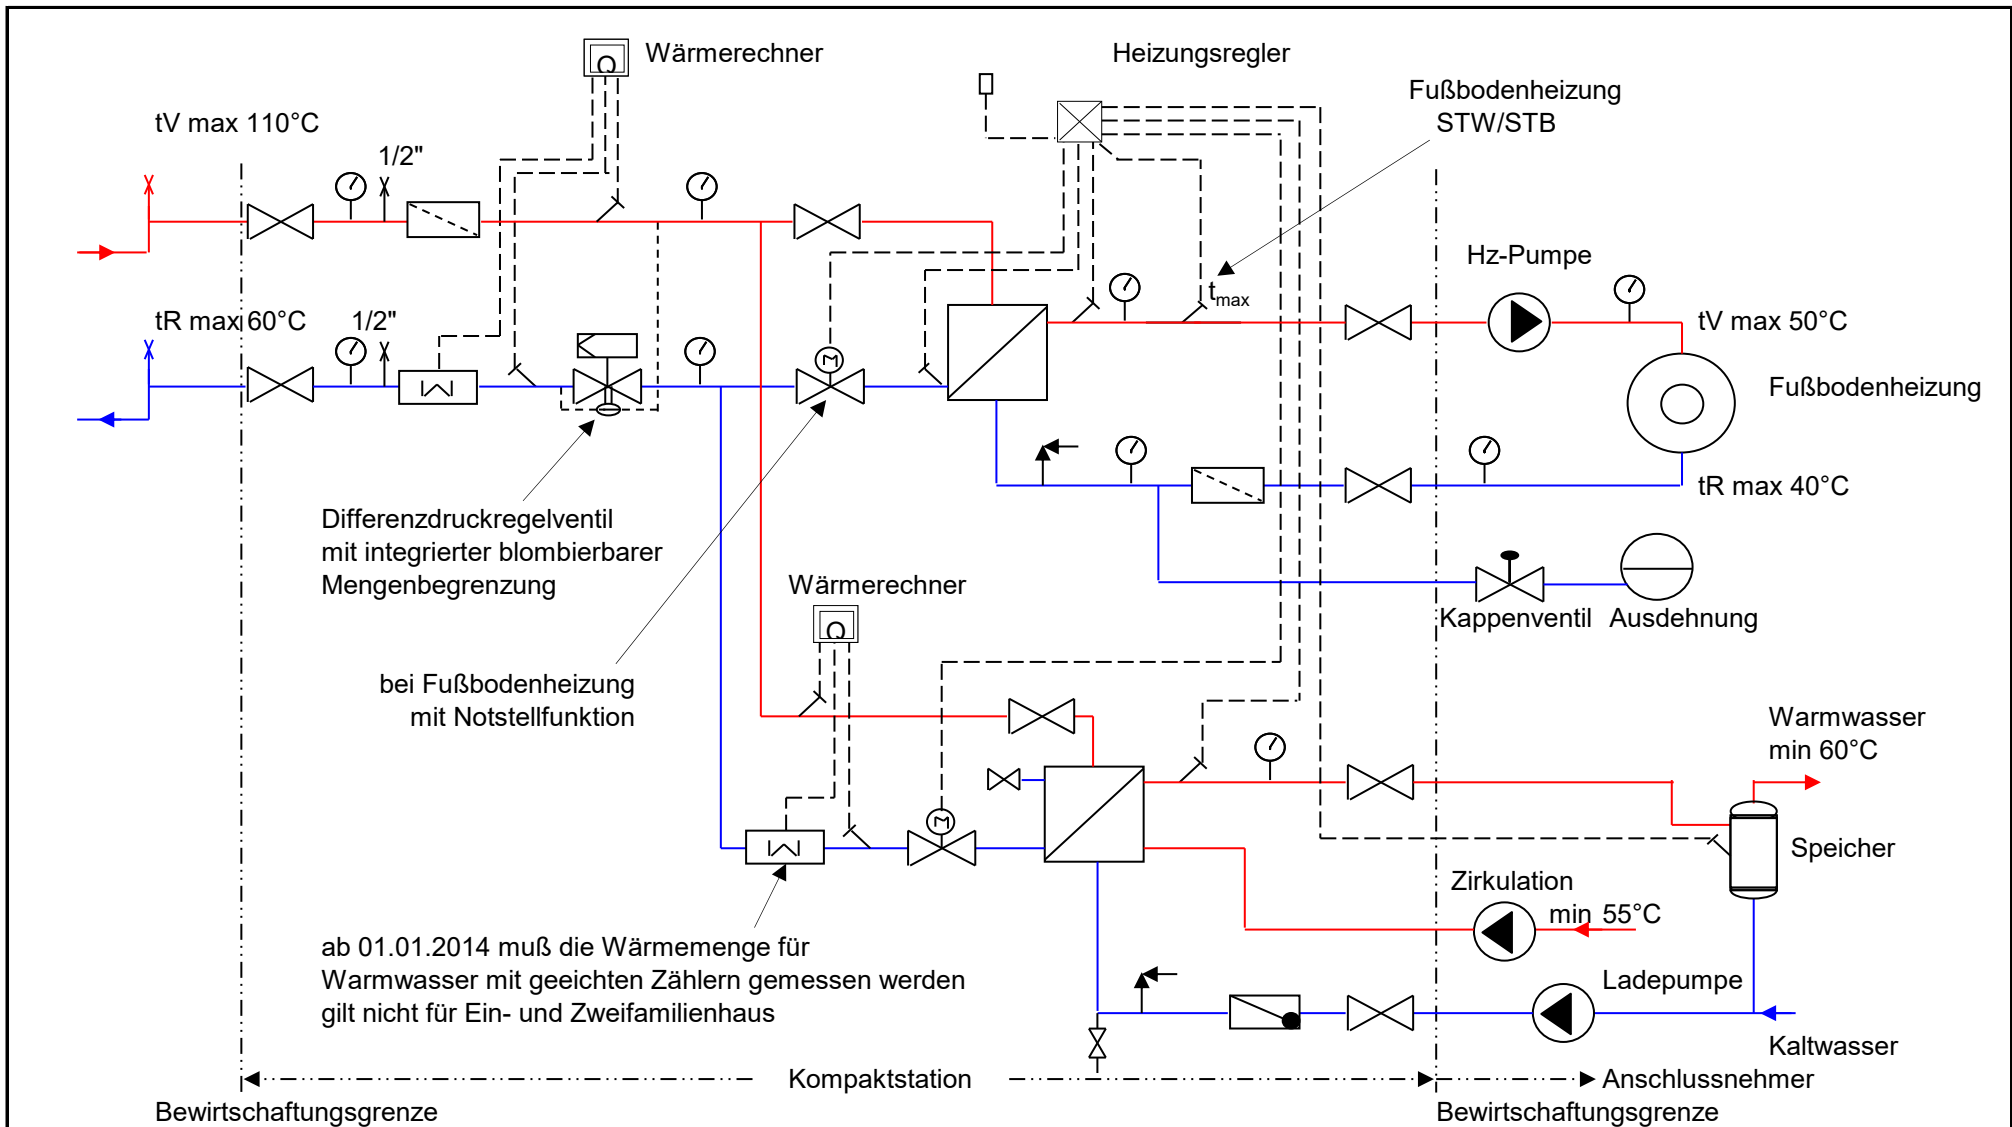 Wärmerechner
Q
Heizungsregler
Fußbodenheizung
STW/STB
tV max 110°C
1/2"
Hz-Pumpe
tmax
tR max 60°C
1/2"
M
tV max 50°C
Fußbodenheizung
tR max 40°C
Differenzdruckregelventil
mit integrierter blombierbarer
Mengenbegrenzung
Wärmerechner
Q
Kappenventil
Ausdehnung
bei Fußbodenheizung
mit Notstellfunktion
Warmwasser
min 60°C
M
Speicher
Zirkulation
min 55°C
ab 01.01.2014 muß die Wärmemenge für
Warmwasser mit geeichten Zählern gemessen werden
gilt nicht für Ein- und Zweifamilienhaus
Ladepumpe
Kaltwasser
Kompaktstation
Anschlussnehmer
Bewirtschaftungsgrenze
Bewirtschaftungsgrenze